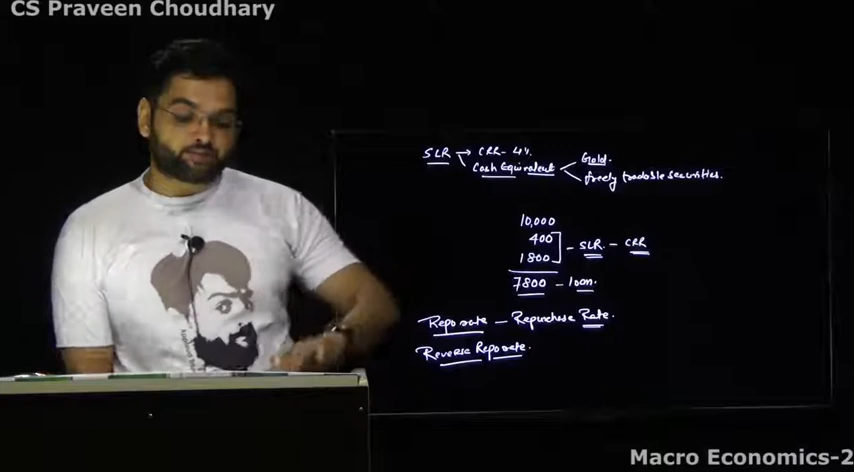 CS Praveen Choudhary
SLR → CRR - 4%
Cash Equivalent
Gold.
freely tradable securities.
10,000
400
1800
- SLR - CRR
7800 - loan.
Repo rate - Repurchase Rate.
Reverse Repo rate.
Macro Economics-2